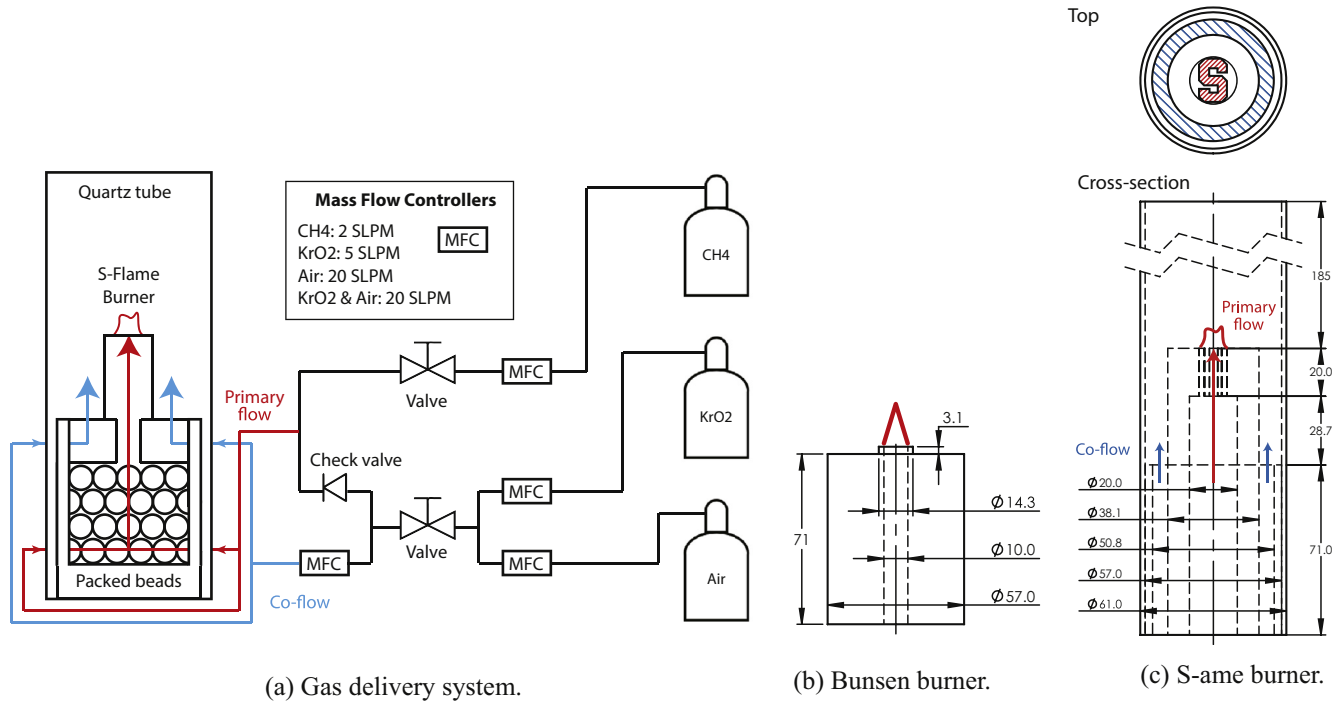 Quartz tube
S-Flame
Burner
Packed beads
Mass Flow Controllers
CH4: 2 SLPM
KrO2: 5 SLPM
Air: 20 SLPM
KrO2 & Air: 20 SLPM
MFC
Primary
flow
Check valve
Valve
MFC
CH4
MFC
KrO2
Valve
MFC
Air
MFC
Co-flow
(a) Gas delivery system.
3.1
71
Φ14.3
Φ10.0
Φ57.0
(b) Bunsen burner.
Top
S
Cross-section
185
Primary
flow
20.0
28.7
Co-flow
Φ20.0
Φ38.1
Φ50.8
Φ57.0
Φ61.0
71.0
(c) S-ame burner.